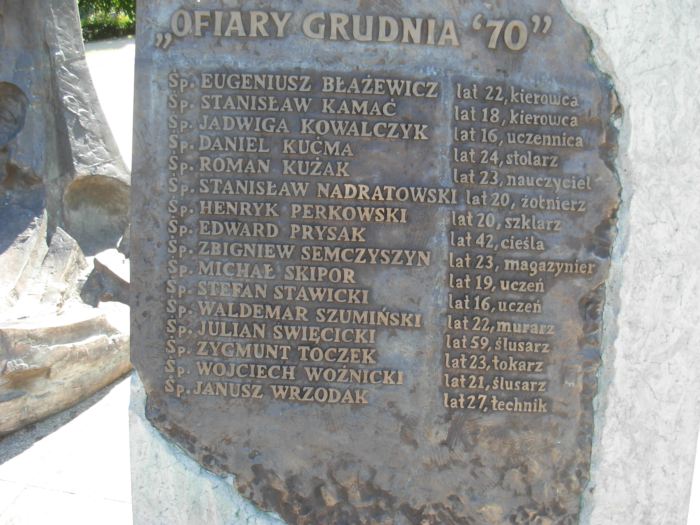 „OFIARY GRUDNIA ‘70”
Śp. EUGENIUSZ BŁAŻEWICZ lat 22, kierowca
Śp. STANISŁAW KAMAĆ lat 18, kierowca
Śp. JADWIGA KOWALCZYK lat 16, uczennica
Śp. DANIEL KUĆMA lat 24, stolarz
Śp. ROMAN KUŻAK lat 23, nauczyciel
Śp. STANISŁAW NADRATOWSKI lat 20, żołnierz
Śp. HENRYK PERKOWSKI lat 20, szklarz
Śp. EDWARD PRYSAK lat 42, cieśla
Śp. ZBIGNIEW SEMCZYSZYN lat 23, magazynier
Śp. MICHAŁ SKIPOR lat 19, uczeń
Śp. STEFAN STAWICKI lat 16, uczeń
Śp. WALDEMAR SZUMIŃSKI lat 22, murarz
Śp. JULIAN ŚWIĘCICKI lat 59, ślusarz
Śp. ZYGMUNT TOCZEK lat 23, tokarz
Śp. WOJCIECH WOŹNICKI lat 21, ślusarz
Śp. JANUSZ WRZODAK lat 27, technik